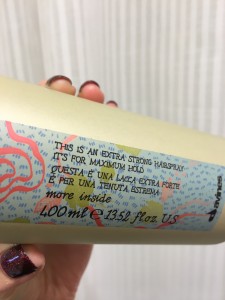 THIS IS AN EXTRA STRONG HAIRSPRAY
IT'S FOR MAXIMUM HOLD
QUESTA È UNA LACCA EXTRA FORTE
È PER UNA TENUTA ESTREMA
more inside
400 ml ℮ 13.52 fl oz US
davines